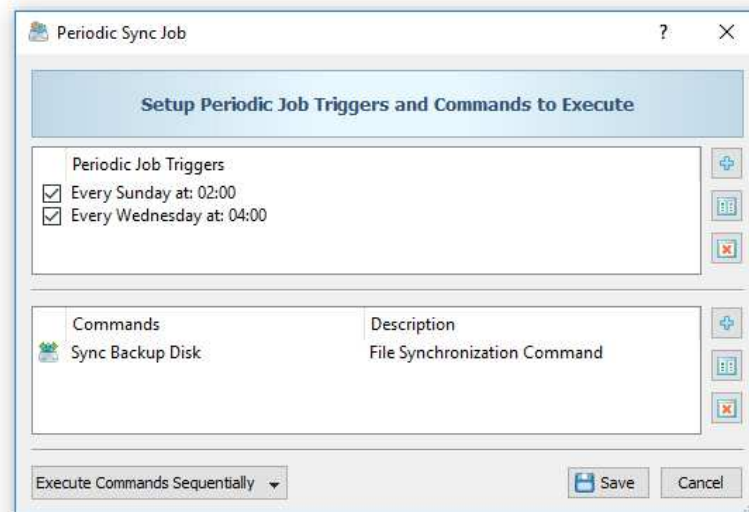 Periodic Sync Job ?
Setup Periodic Job Triggers and Commands to Execute
Periodic Job Triggers
Every Sunday at: 02:00
Every Wednesday at: 04:00
Commands Description
Sync Backup Disk File Synchronization Command
Execute Commands Sequentially Save Cancel